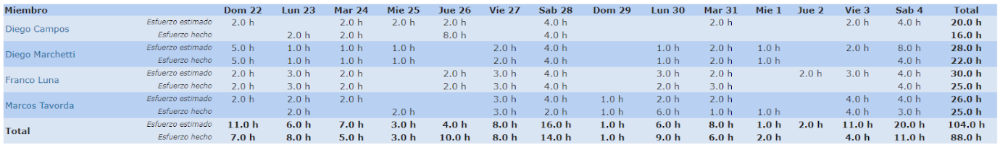 Miembro Dom 22 Lun 23 Mar 24 Mie 25 Jue 26 Vie 27 Sab 28 Dom 29 Lun 30 Mar 31 Mie 1 Jue 2 Vie 3 Sab 4 Total
Diego Campos
Esfuerzo estimado 2.0 h 2.0 h 2.0 h 2.0 h 4.0 h 2.0 h 2.0 h 4.0 h 20.0 h
Esfuerzo hecho 2.0 h 2.0 h 8.0 h 4.0 h 16.0 h
Diego Marchetti
Esfuerzo estimado 5.0 h 1.0 h 1.0 h 1.0 h 2.0 h 4.0 h 1.0 h 2.0 h 1.0 h 2.0 h 8.0 h 28.0 h
Esfuerzo hecho 5.0 h 1.0 h 1.0 h 1.0 h 2.0 h 4.0 h 1.0 h 2.0 h 1.0 h 4.0 h 22.0 h
Franco Luna
Esfuerzo estimado 2.0 h 3.0 h 2.0 h 2.0 h 3.0 h 4.0 h 3.0 h 2.0 h 2.0 h 3.0 h 4.0 h 30.0 h
Esfuerzo hecho 2.0 h 3.0 h 2.0 h 2.0 h 3.0 h 4.0 h 2.0 h 3.0 h 4.0 h 25.0 h
Marcos Tavorda
Esfuerzo estimado 2.0 h 2.0 h 2.0 h 3.0 h 4.0 h 1.0 h 2.0 h 2.0 h 4.0 h 4.0 h 26.0 h
Esfuerzo hecho 2.0 h 2.0 h 3.0 h 2.0 h 1.0 h 6.0 h 1.0 h 1.0 h 4.0 h 3.0 h 25.0 h
Total
Esfuerzo estimado 11.0 h 6.0 h 7.0 h 3.0 h 4.0 h 8.0 h 16.0 h 1.0 h 6.0 h 8.0 h 1.0 h 2.0 h 11.0 h 20.0 h 104.0 h
Esfuerzo hecho 7.0 h 8.0 h 5.0 h 3.0 h 10.0 h 8.0 h 14.0 h 1.0 h 9.0 h 6.0 h 2.0 h 4.0 h 11.0 h 88.0 h